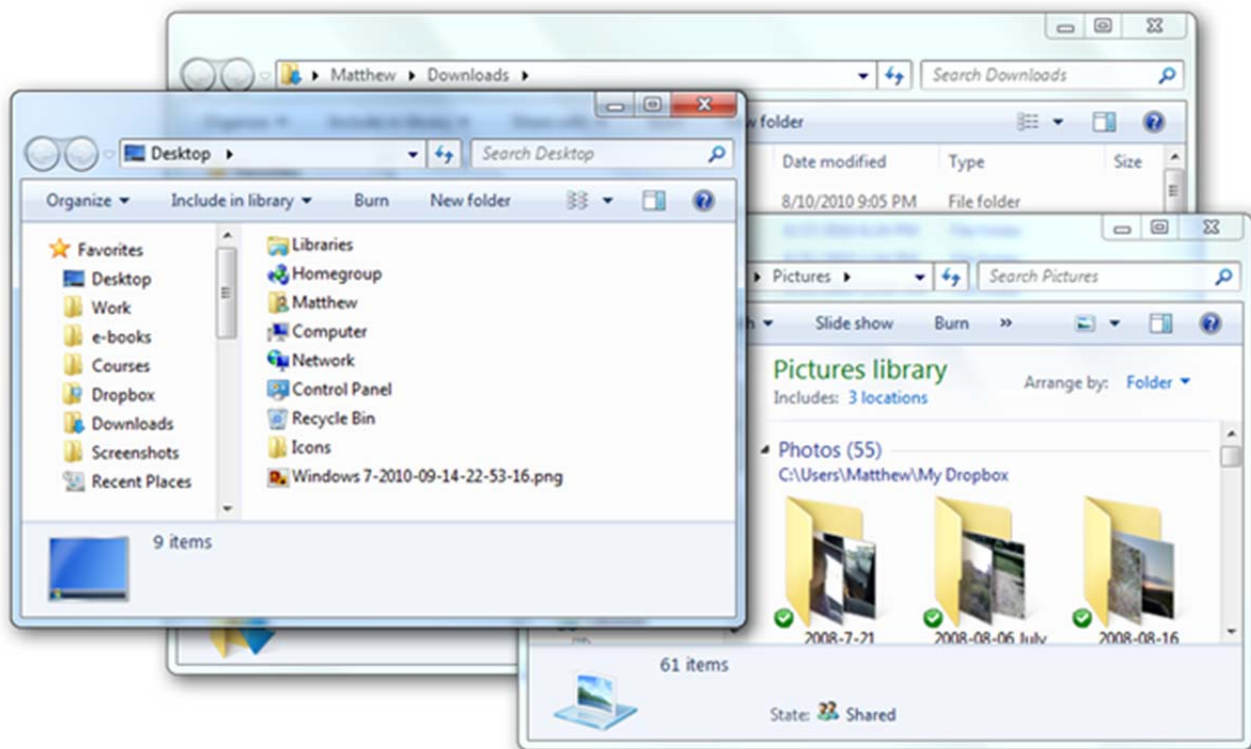 Matthew Downloads
Search Downloads
w folder
Date modified Type Size
8/10/2010 9:05 PM File folder
Desktop
Search Desktop
Organize Include in library Burn New folder
Favorites
Desktop
Work
e-books
Courses
Dropbox
Downloads
Screenshots
Recent Places
Libraries
Homegroup
Matthew
Computer
Network
Control Panel
Recycle Bin
Icons
Windows 7-2010-09-14-22-53-16.png
9 items
Pictures
Search Pictures
h Slide show Burn »
Pictures library
Includes: 3 locations
Arrange by: Folder
Photos (55)
C:\Users\Matthew\My Dropbox
2008-7-21 2008-08-06 July 2008-08-16
61 items
State: Shared